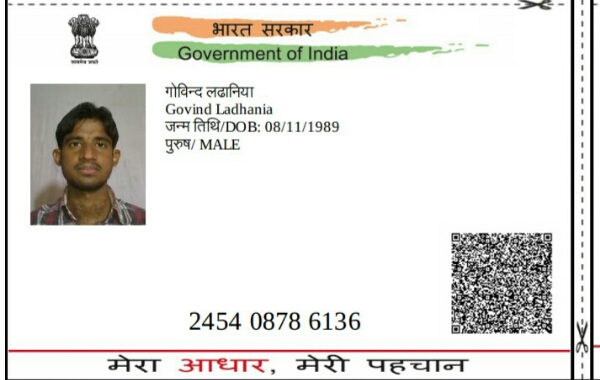 भारत सरकार
Government of India
सत्यमेव जयते
गोविन्द लढानिया
Govind Ladhania
जन्म तिथि/DOB: 08/11/1989
पुरुष/ MALE
2454 0878 6136
मेरा आधार, मेरी पहचान